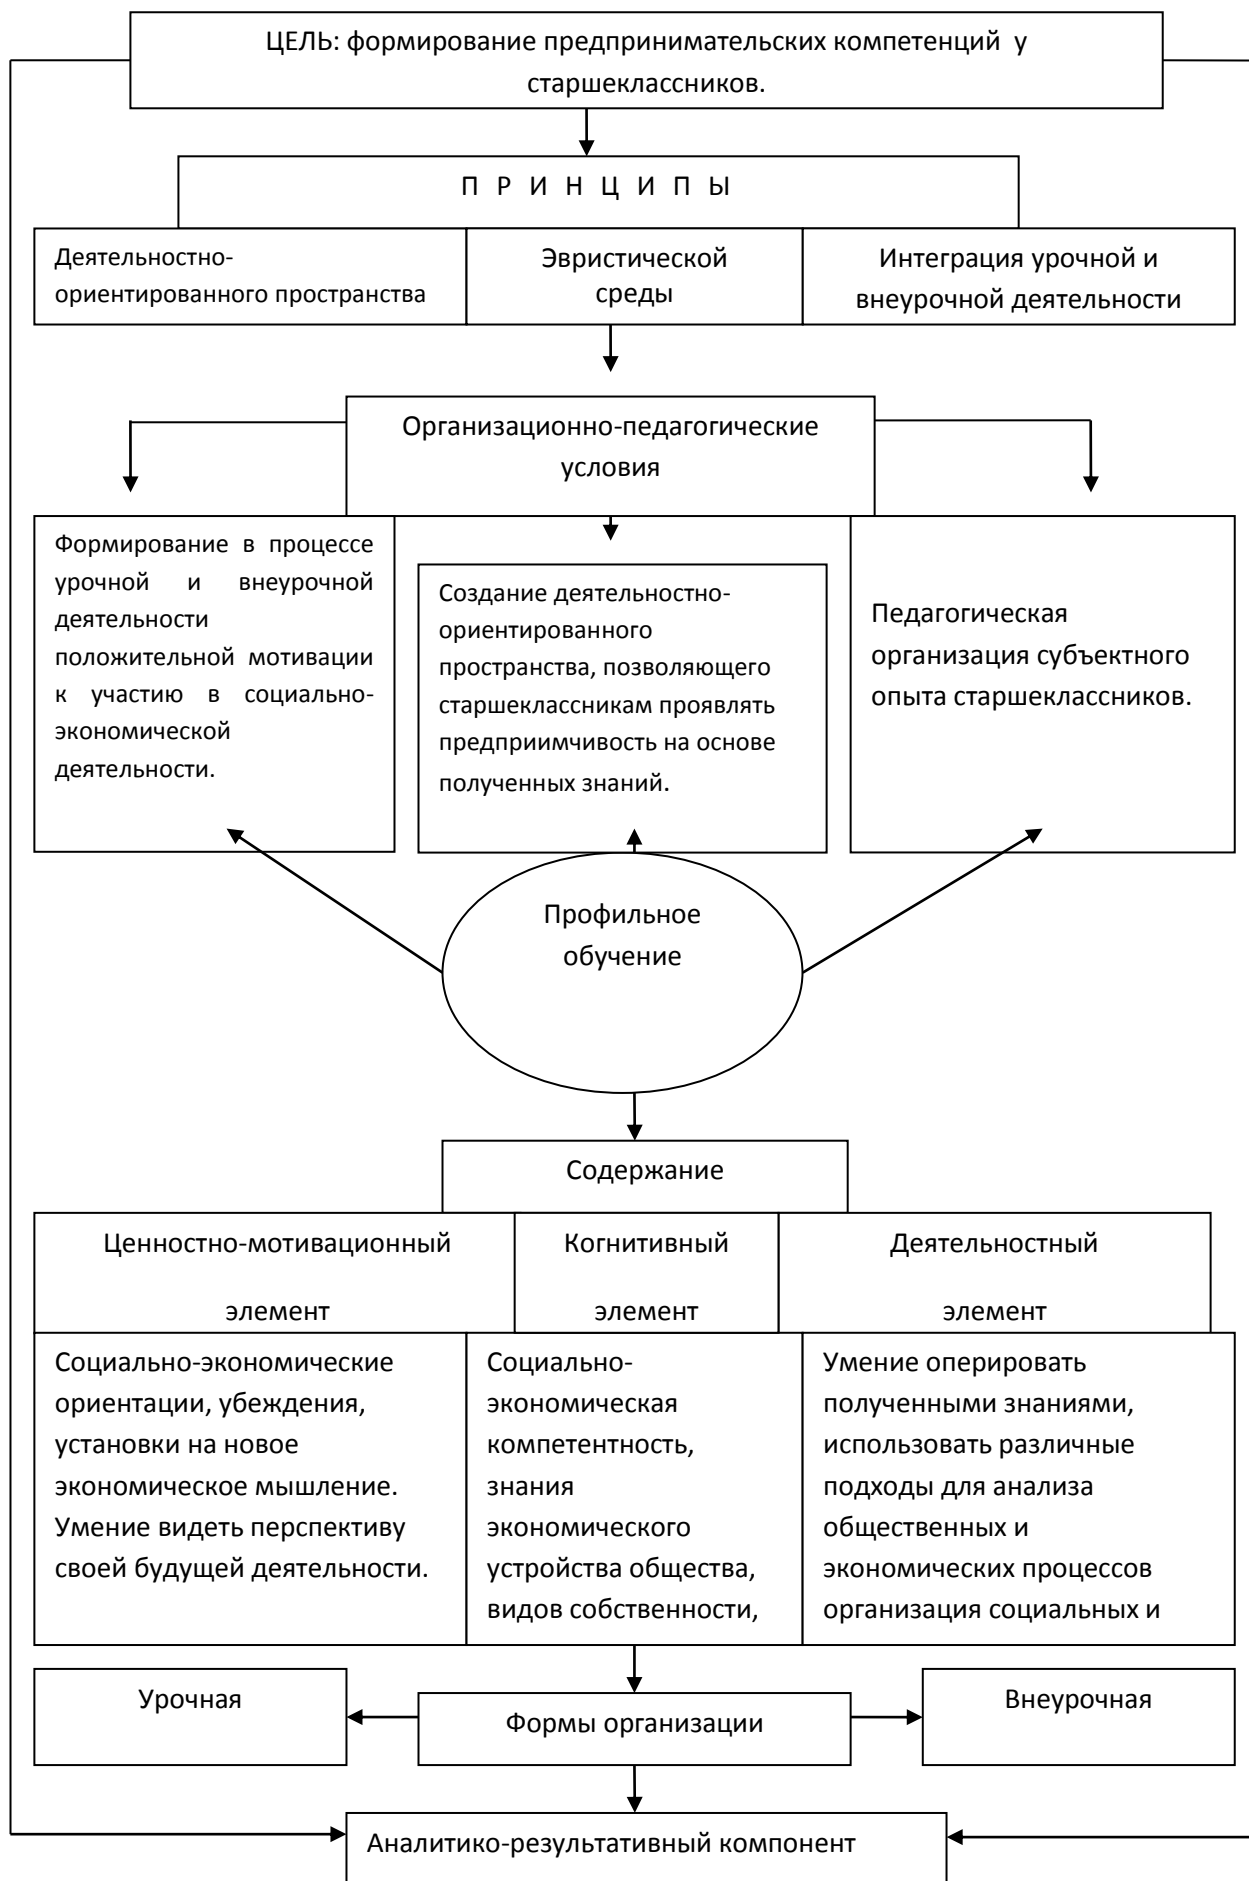 ЦЕЛЬ: формирование предпринимательских компетенций у
старшеклассников.
П Р И Н Ц И П Ы
Деятельностно-
ориентированного пространства
Эвристической
среды
Интеграция урочной и
внеурочной деятельности
Организационно-педагогические
условия
Формирование в процессе
урочной и внеурочной
деятельности
положительной мотивации
к участию в социально-
экономической
деятельности.
Создание деятельностно-
ориентированного
пространства, позволяющего
старшеклассникам проявлять
предприимчивость на основе
полученных знаний.
Педагогическая
организация субъектного
опыта старшеклассников.
Профильное
обучение
Содержание
Ценностно-мотивационный
элемент
Когнитивный
элемент
Деятельностный
элемент
Социально-экономические
ориентации, убеждения,
установки на новое
экономическое мышление.
Умение видеть перспективу
своей будущей деятельности.
Социально-
экономическая
компетентность,
знания
экономического
устройства общества,
видов собственности,
Умение оперировать
полученными знаниями,
использовать различные
подходы для анализа
общественных и
экономических процессов
организация социальных и
Урочная
Формы организации
Внеурочная
Аналитико-результативный компонент